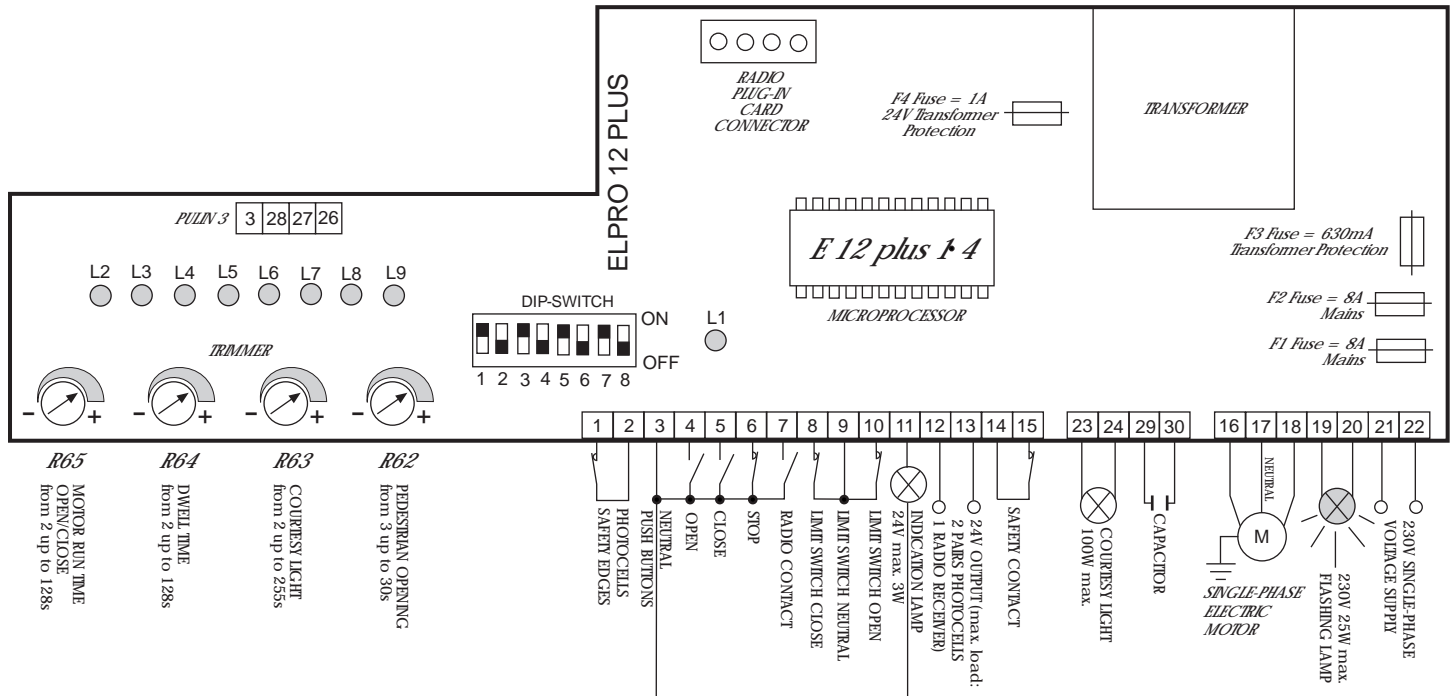 RADIO
PLUG-IN
CARD
CONNECTOR
F4 Fuse = 1A
24V Transformer
Protection
TRANSFORMER
ELPRO 12 PLUS
PULIN 3 3 28 27 26
E 12 plus 1·4
MICROPROCESSOR
F3 Fuse = 630mA
Transformer Protection
F2 Fuse = 8A
Mains
F1 Fuse = 8A
Mains
L2 L3 L4 L5 L6 L7 L8 L9
DIP-SWITCH
ON
OFF
1 2 3 4 5 6 7 8
L1
TRIMMER
- + - + - + - +
R65 R64 R63 R62
MOTOR RUN TIME
OPEN/CLOSE
from 2 up to 128s
DWELL TIME
from 2 up to 128s
COURTESY LIGHT
from 2 up to 255s
PEDESTRIAN OPENING
from 3 up to 30s
1 2 3 4 5 6 7 8 9 10 11 12 13 14 15
23 24 29 30
16 17 18 19 20 21 22
PHOTOCELLS
SAFETY EDGES
NEUTRAL
PUSH BUTTONS
OPEN
CLOSE
STOP
RADIO CONTACT
LIMIT SWITCH CLOSE
LIMIT SWITCH NEUTRAL
LIMIT SWITCH OPEN
INDICATION LAMP
24V max. 3W
24V OUTPUT (max. load:
2 PAIRS PHOTOCELLS
1 RADIO RECEIVER)
SAFETY CONTACT
COURTESY LIGHT
100W max.
CAPACITOR
NEUTRAL
M
SINGLE-PHASE
ELECTRIC
MOTOR
230V 25W max.
FLASHING LAMP
230V SINGLE-PHASE
VOLTAGE SUPPLY